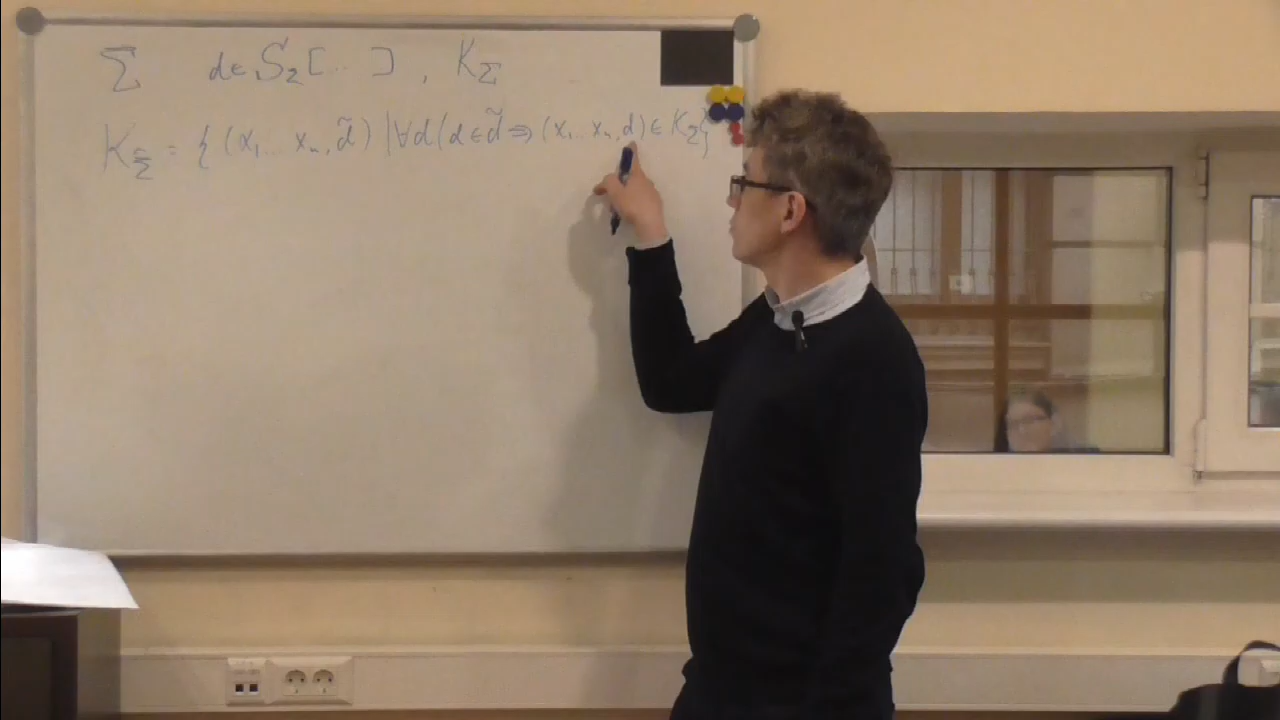 Σ d ∈ S₂[...], K_Σ
K_Σ̃ = { (x₁... xₙ, d̃) | ∀d (d ∈ d̃ ⇒ (x₁...xₙ, d) ∈ K_Σ}